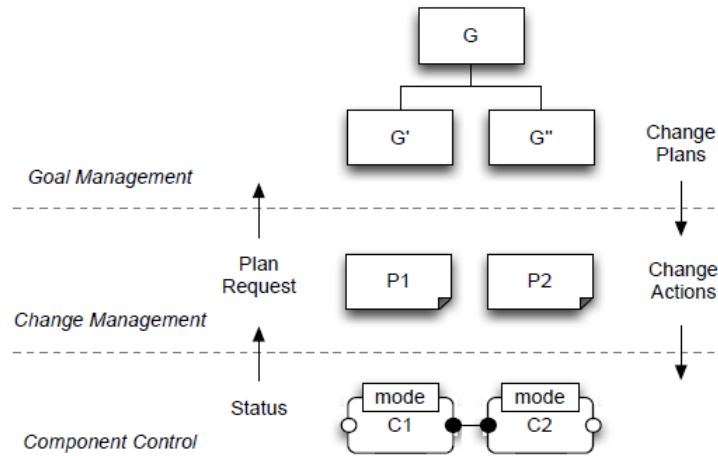 G
G'
G"
Change
Plans
Goal Management
Plan
Request
P1
P2
Change
Actions
Change Management
Status
mode
C1
mode
C2
Component Control